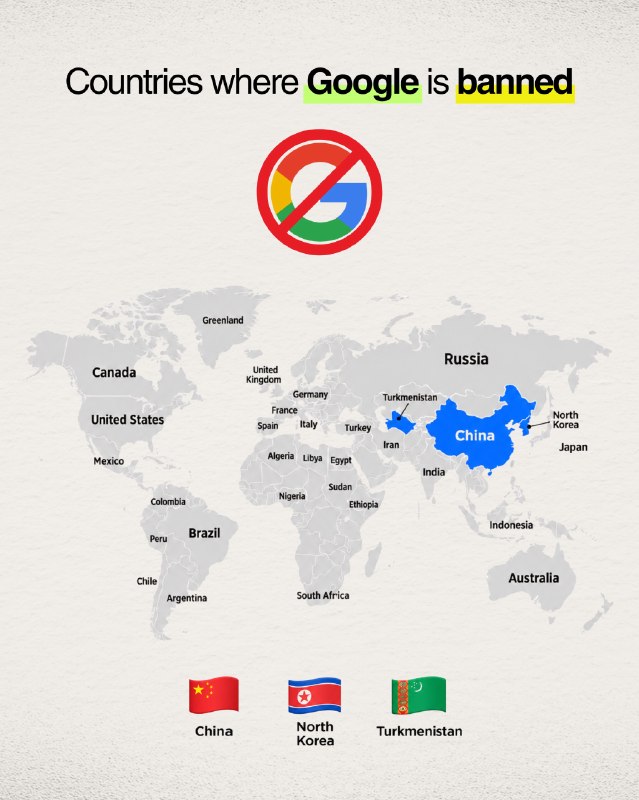 Countries where Google is banned
Greenland
Canada
United
Kingdom
Russia
Germany
Turkmenistan
France
United States
Spain
Italy
Turkey
North
Korea
China
Iran
Japan
Mexico
Algeria
Libya
Egypt
India
Sudan
Nigeria
Colombia
Ethiopia
Indonesia
Brazil
Peru
Chile
Australia
Argentina
South Africa
China
North
Korea
Turkmenistan